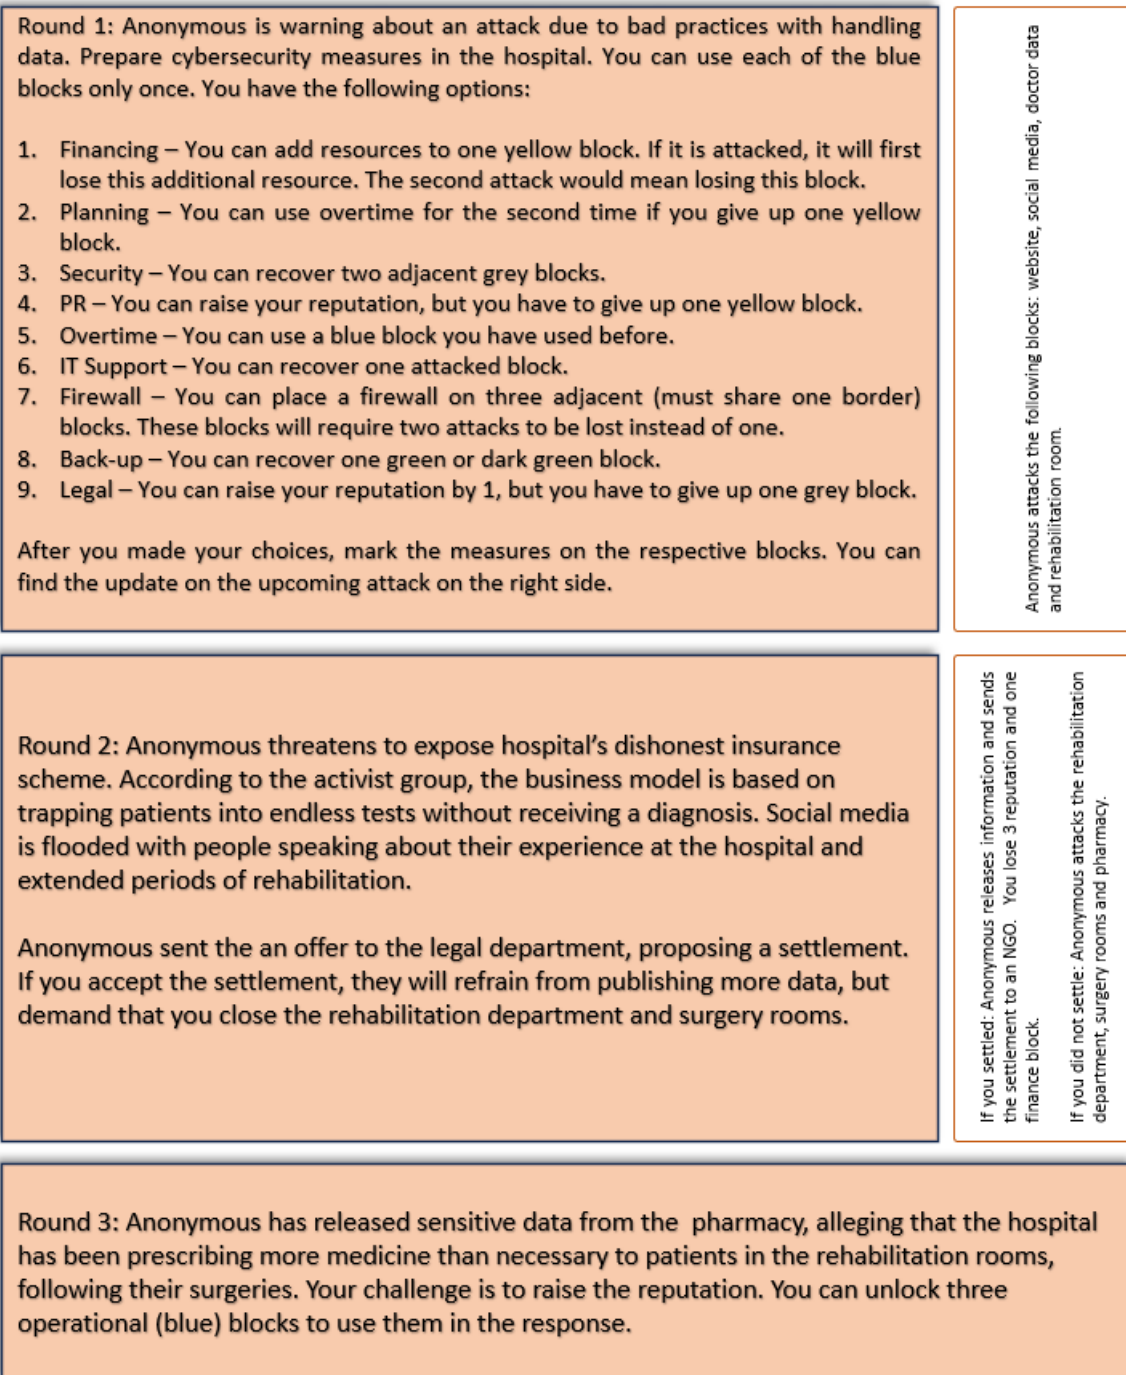 Round 1: Anonymous is warning about an attack due to bad practices with handling
data. Prepare cybersecurity measures in the hospital. You can use each of the blue
blocks only once. You have the following options:
1. Financing – You can add resources to one yellow block. If it is attacked, it will first
lose this additional resource. The second attack would mean losing this block.
2. Planning – You can use overtime for the second time if you give up one yellow
block.
3. Security – You can recover two adjacent grey blocks.
4. PR – You can raise your reputation, but you have to give up one yellow block.
5. Overtime – You can use a blue block you have used before.
6. IT Support – You can recover one attacked block.
7. Firewall – You can place a firewall on three adjacent (must share one border)
blocks. These blocks will require two attacks to be lost instead of one.
8. Back-up – You can recover one green or dark green block.
9. Legal – You can raise your reputation by 1, but you have to give up one grey block.
After you made your choices, mark the measures on the respective blocks. You can
find the update on the upcoming attack on the right side.
Anonymous attacks the following blocks: website, social media, doctor data
and rehabilitation room.
Round 2: Anonymous threatens to expose hospital's dishonest insurance
scheme. According to the activist group, the business model is based on
trapping patients into endless tests without receiving a diagnosis. Social media
is flooded with people speaking about their experience at the hospital and
extended periods of rehabilitation.
Anonymous sent the an offer to the legal department, proposing a settlement.
If you accept the settlement, they will refrain from publishing more data, but
demand that you close the rehabilitation department and surgery rooms.
If you settled: Anonymous releases information and sends
the settlement to an NGO. You lose 3 reputation and one
finance block.
If you did not settle: Anonymous attacks the rehabilitation
department, surgery rooms and pharmacy.
Round 3: Anonymous has released sensitive data from the pharmacy, alleging that the hospital
has been prescribing more medicine than necessary to patients in the rehabilitation rooms,
following their surgeries. Your challenge is to raise the reputation. You can unlock three
operational (blue) blocks to use them in the response.